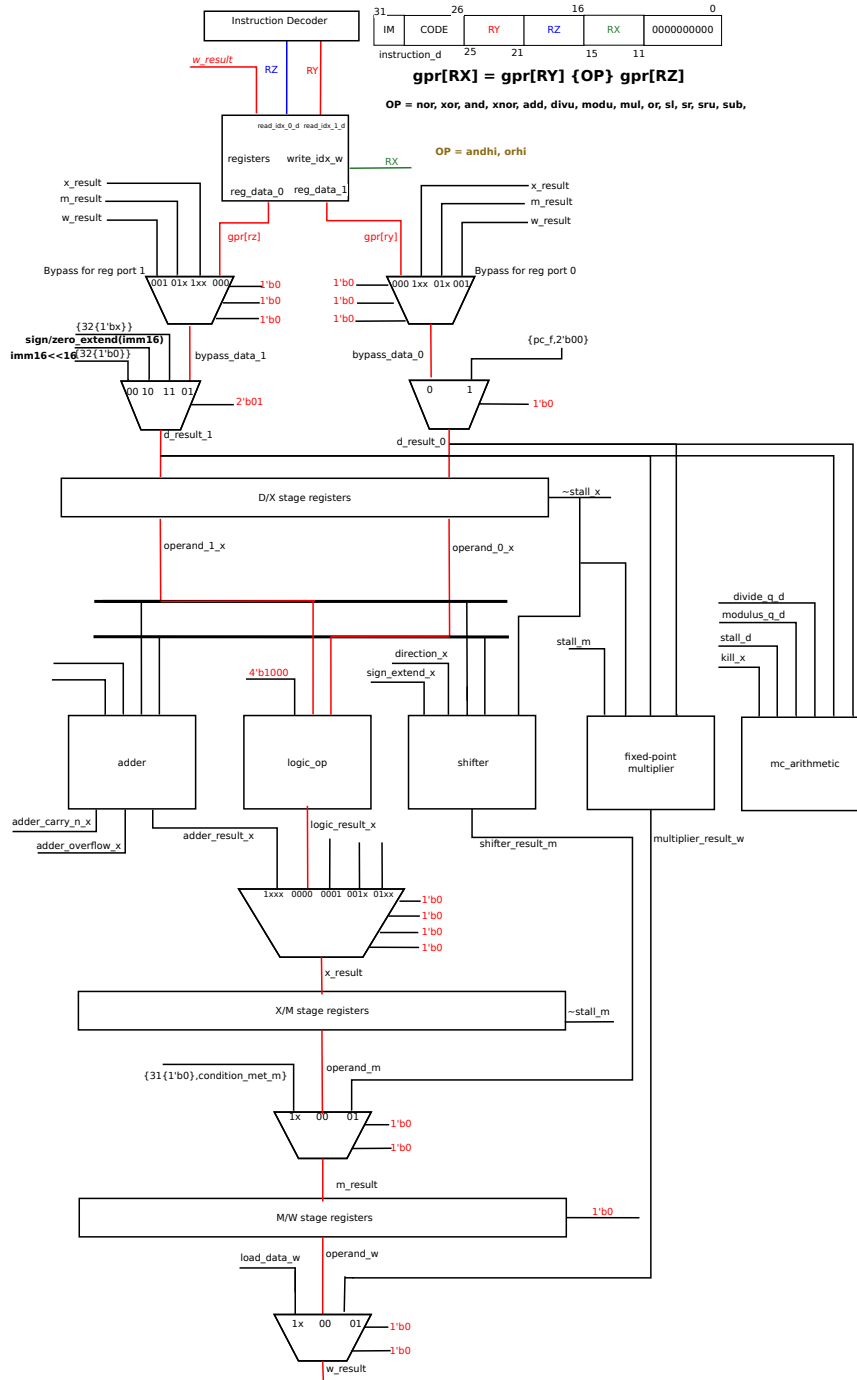 Instruction Decoder
31
26
16
0
IM
CODE
RY
RZ
RX
0000000000
instruction_d
25
21
15
11
gpr[RX] = gpr[RY] {OP} gpr[RZ]
OP = nor, xor, and, xnor, add, divu, modu, mul, or, sl, sr, sru, sub,
OP = andhi, orhi
w_result
RZ
RY
read_idx_0_d
read_idx_1_d
registers
write_idx_w
RX
reg_data_0
reg_data_1
x_result
m_result
w_result
gpr[rz]
gpr[ry]
x_result
m_result
w_result
Bypass for reg port 1
001 01x 1xx 000
1'b0
1'b0
1'b0
1'b0
1'b0
1'b0
000 1xx 01x 001
Bypass for reg port 0
{32{1'bx}}
sign/zero_extend(imm16)
imm16<<16
{32{1'b0}}
bypass_data_1
bypass_data_0
{pc_f,2'b00}
00 10 11 01
2'b01
0 1
1'b0
d_result_1
d_result_0
D/X stage registers
~stall_x
operand_1_x
operand_0_x
divide_q_d
modulus_q_d
stall_d
kill_x
stall_m
direction_x
sign_extend_x
4'b1000
adder
logic_op
shifter
fixed-point
multiplier
mc_arithmetic
adder_carry_n_x
adder_overflow_x
adder_result_x
logic_result_x
shifter_result_m
multiplier_result_w
1xxx 0000 0001 001x 01xx
1'b0
1'b0
1'b0
1'b0
x_result
X/M stage registers
~stall_m
operand_m
{31{1'b0},condition_met_m}
1x 00 01
1'b0
1'b0
m_result
M/W stage registers
1'b0
load_data_w
operand_w
1x 00 01
1'b0
1'b0
w_result